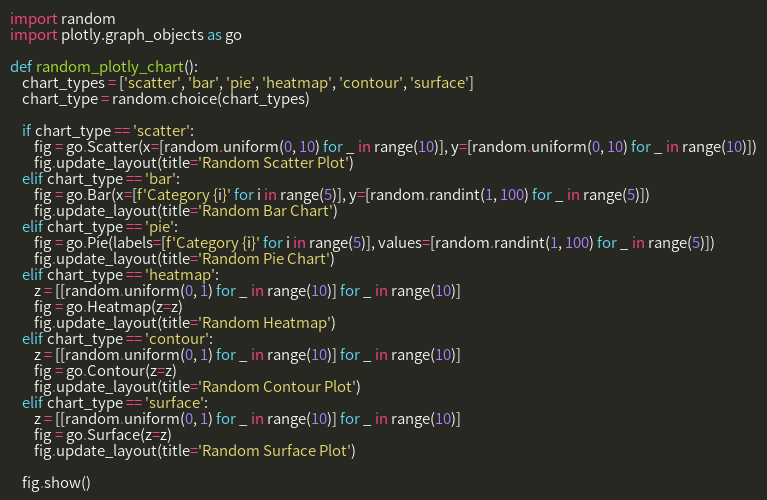 import random
import plotly.graph_objects as go

def random_plotly_chart():
    chart_types = ['scatter', 'bar', 'pie', 'heatmap', 'contour', 'surface']
    chart_type = random.choice(chart_types)

    if chart_type == 'scatter':
        fig = go.Scatter(x=[random.uniform(0, 10) for _ in range(10)], y=[random.uniform(0, 10) for _ in range(10)])
        fig.update_layout(title='Random Scatter Plot')
    elif chart_type == 'bar':
        fig = go.Bar(x=[f'Category {i}' for i in range(5)], y=[random.randint(1, 100) for _ in range(5)])
        fig.update_layout(title='Random Bar Chart')
    elif chart_type == 'pie':
        fig = go.Pie(labels=[f'Category {i}' for i in range(5)], values=[random.randint(1, 100) for _ in range(5)])
        fig.update_layout(title='Random Pie Chart')
    elif chart_type == 'heatmap':
        z = [[random.uniform(0, 1) for _ in range(10)] for _ in range(10)]
        fig = go.Heatmap(z=z)
        fig.update_layout(title='Random Heatmap')
    elif chart_type == 'contour':
        z = [[random.uniform(0, 1) for _ in range(10)] for _ in range(10)]
        fig = go.Contour(z=z)
        fig.update_layout(title='Random Contour Plot')
    elif chart_type == 'surface':
        z = [[random.uniform(0, 1) for _ in range(10)] for _ in range(10)]
        fig = go.Surface(z=z)
        fig.update_layout(title='Random Surface Plot')

    fig.show()